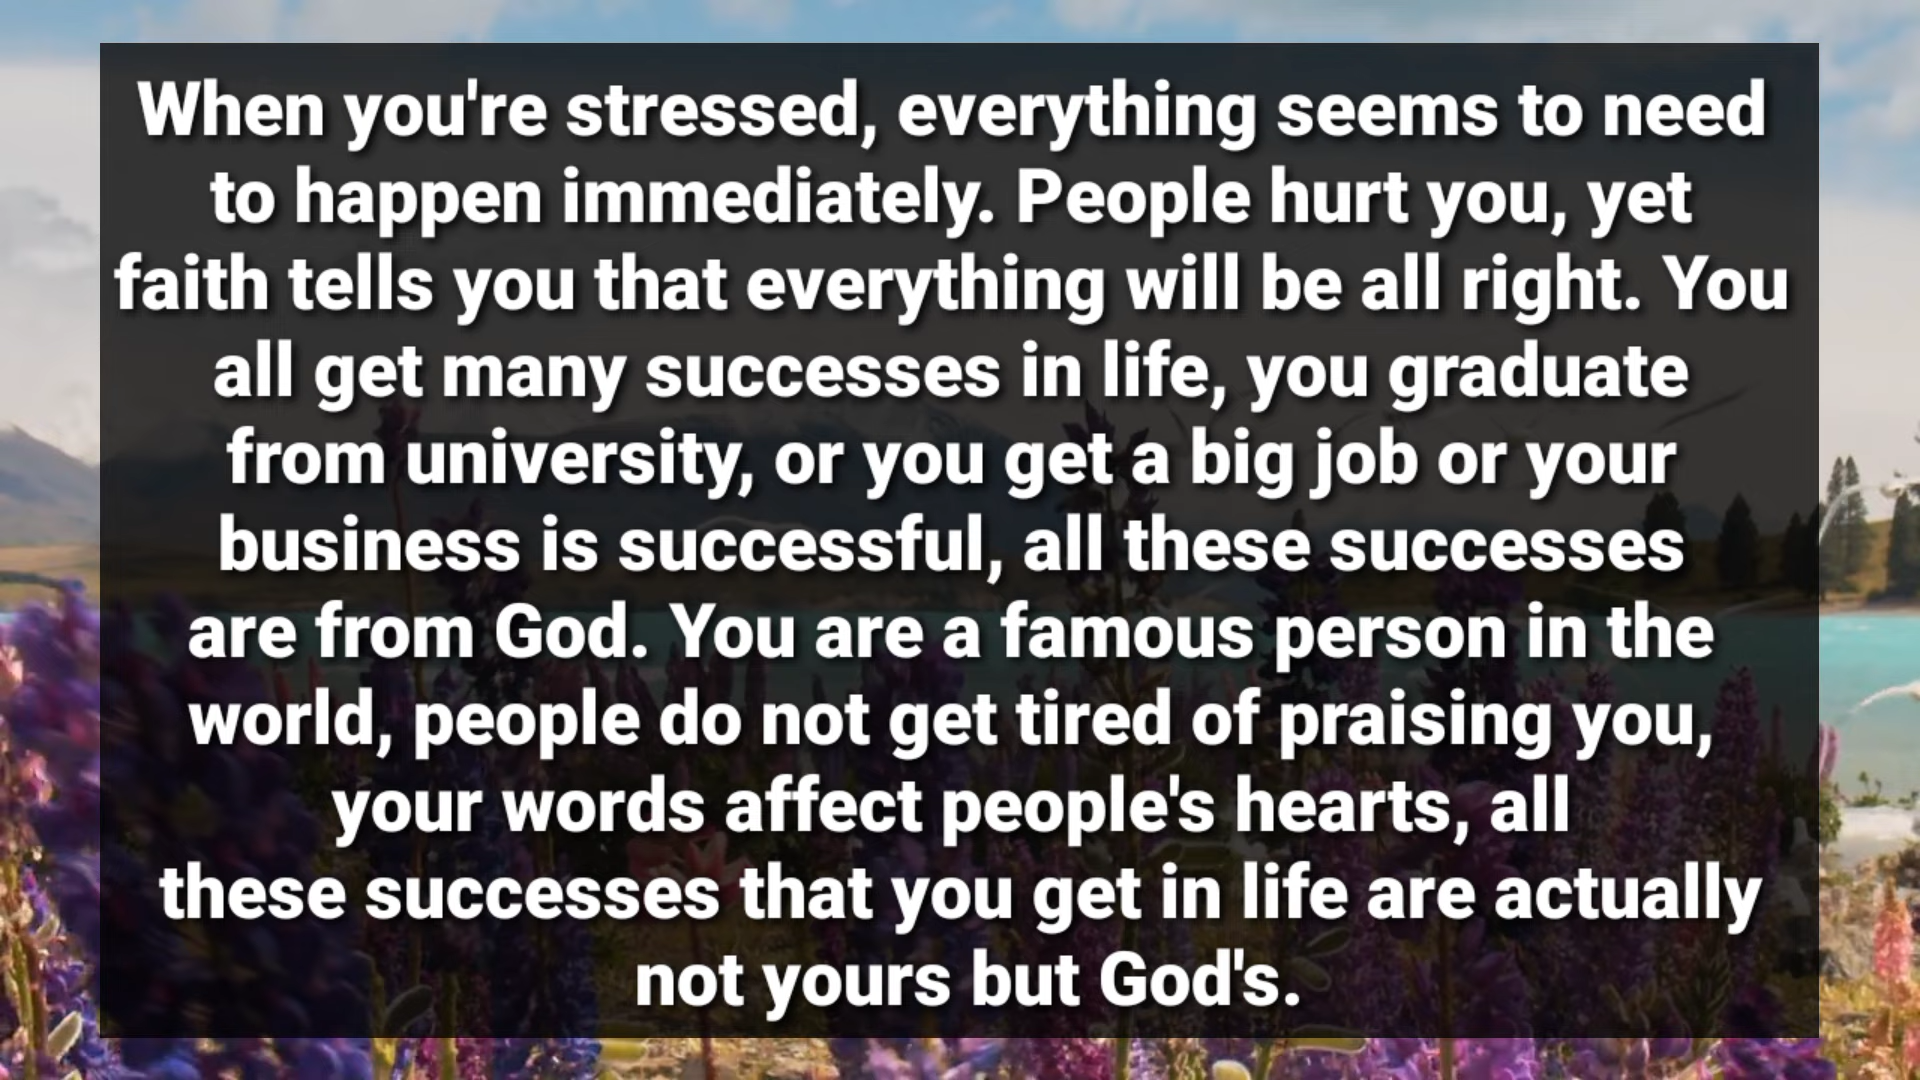 When you're stressed, everything seems to need
to happen immediately. People hurt you, yet
faith tells you that everything will be all right. You
all get many successes in life, you graduate
from university, or you get a big job or your
business is successful, all these successes
are from God. You are a famous person in the
world, people do not get tired of praising you,
your words affect people's hearts, all
these successes that you get in life are actually
not yours but God's.